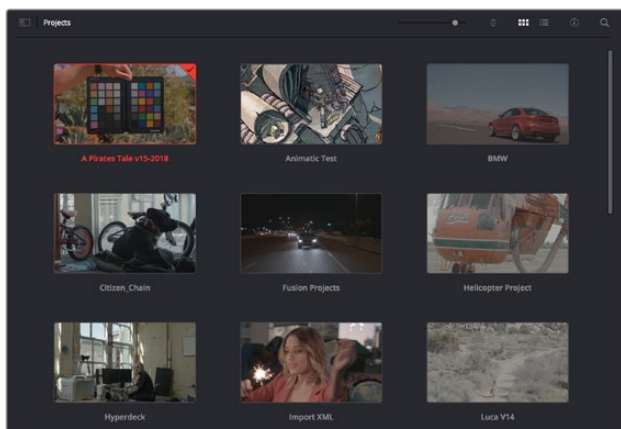 Projects
A Pirates Tale v15-2018
Animatic Test
BMW
Citizen_Chain
Fusion Projects
Helicopter Project
Hyperdeck
Import XML
Luca V14